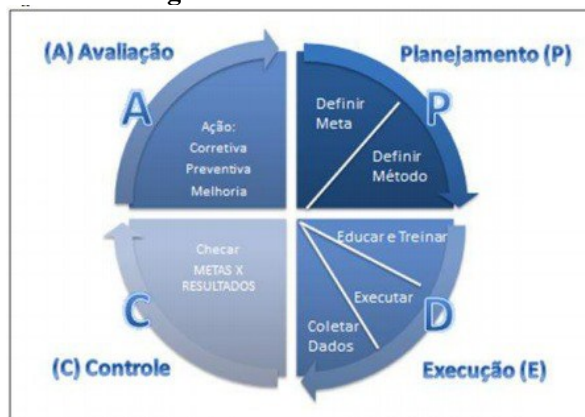 (A) Avaliação
Planejamento (P)
A
P
Ação:
Corretiva
Preventiva
Melhoria
Definir
Meta
Definir
Método
Checar
METAS X
RESULTADOS
C
Educar e Treinar
Executar
Coletar
Dados
D
(C) Controle
Execução (E)